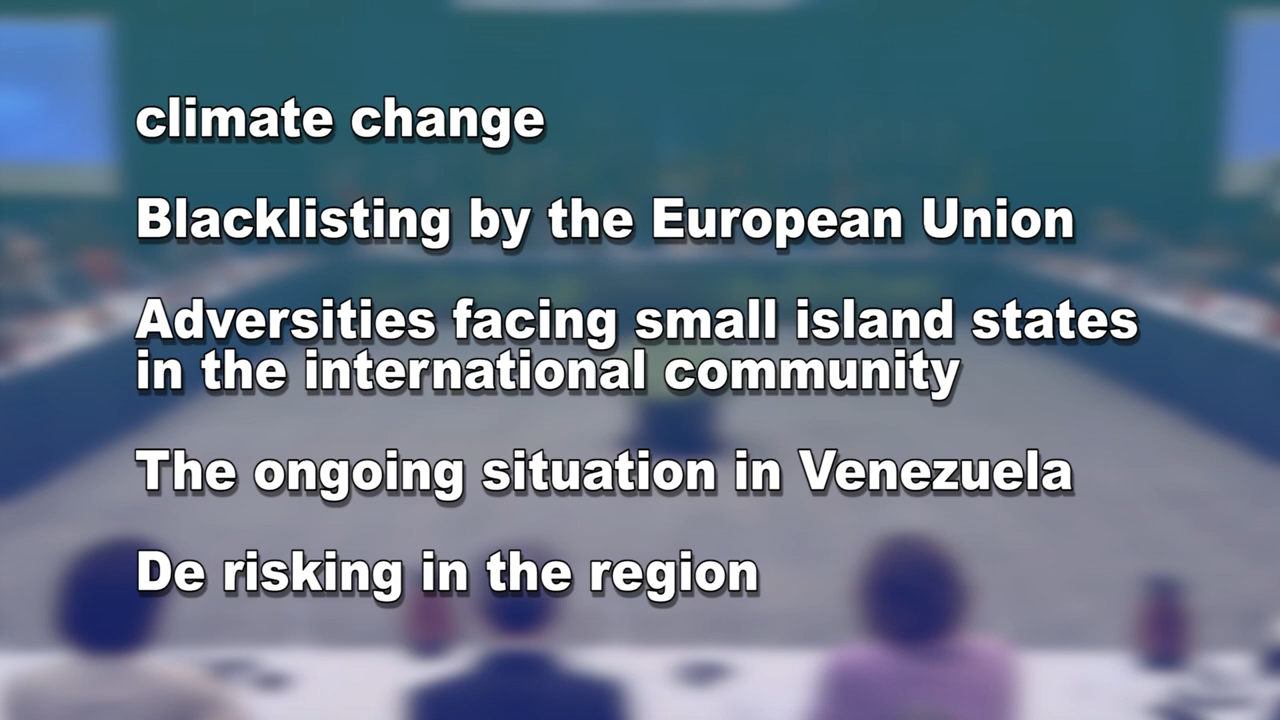 climate change
Blacklisting by the European Union
Adversities facing small island states
in the international community
The ongoing situation in Venezuela
De risking in the region